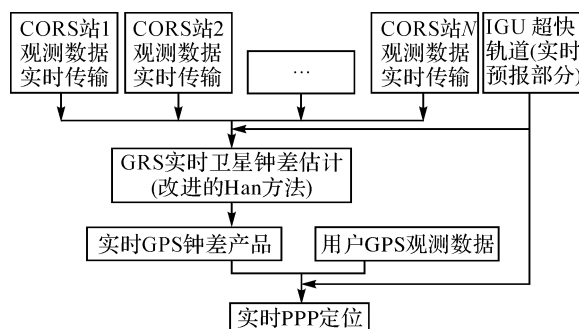 CORS站1
观测数据
实时传输
CORS站2
观测数据
实时传输
...
CORS站N
观测数据
实时传输
IGU 超快
轨道(实时
预报部分)
GRS实时卫星钟差估计
(改进的Han方法)
实时GPS钟差产品
用户GPS观测数据
实时PPP定位